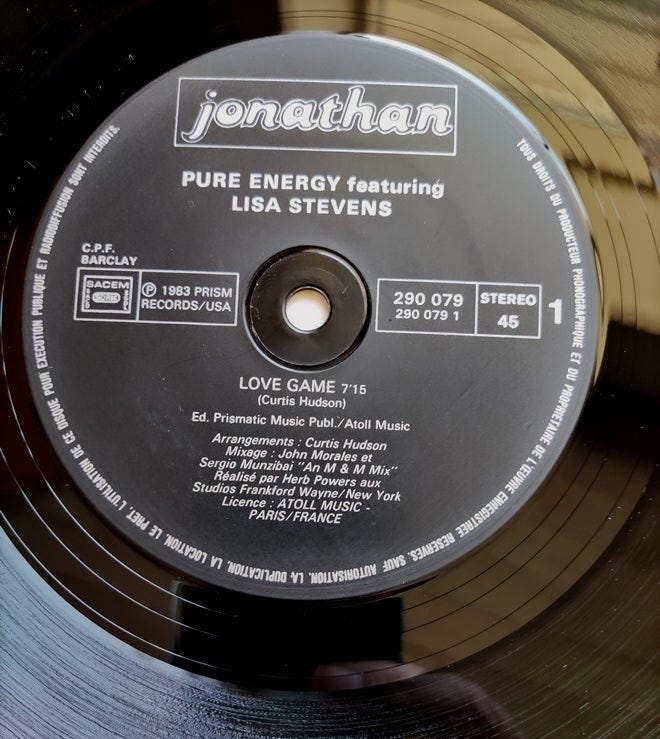 jonathan
PURE ENERGY featuring
LISA STEVENS
C.P.F.
BARCLAY
SACEM
SDRM
SACD
SGDL
Ⓟ 1983 PRISM
RECORDS/USA
290 079
290 079 1
STEREO
45
1
LOVE GAME 7'15
(Curtis Hudson)
Ed. Prismatic Music Publ./Atoll Music
Arrangements : Curtis Hudson
Mixage : John Morales et
Sergio Munzibai "An M & M Mix"
Réalisé par Herb Powers aux
Studios Frankford Wayne/New York
Licence : ATOLL MUSIC -
PARIS/FRANCE
TOUS DROITS DU PRODUCTEUR PHONOGRAPHIQUE ET DU PROPRIETAIRE DE L'ŒUVRE ENREGISTREE RESERVES. SAUF AUTORISATION, LA DUPLICATION, LA LOCATION, LE PRET, L'UTILISATION DE CE DISQUE POUR EXECUTION PUBLIQUE ET RADIODIFFUSION SONT INTERDITS.